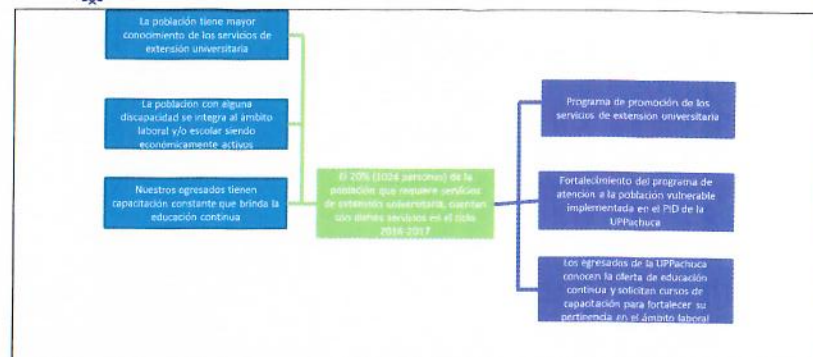 La población tiene mayor
conocimiento de los servicios de
extensión universitaria
La población con alguna
discapacidad se integra al ámbito
laboral y/o escolar siendo
económicamente activos
Nuestros egresados tienen
capacitación constante que brinda la
educación continua
El 20% (1024 personas) de la
población que requiere servicios
de extensión universitaria, cuentan
con dichos servicios en el ciclo
2016-2017
Programa de promoción de los
servicios de extensión universitaria
Fortalecimiento del programa de
atención a la población vulnerable
implementada en el PID de la
UPPachuca
Los egresados de la UPPachuca
conocen la oferta de educación
continua y solicitan cursos de
capacitación para fortalecer su
pertinencia en el ámbito laboral